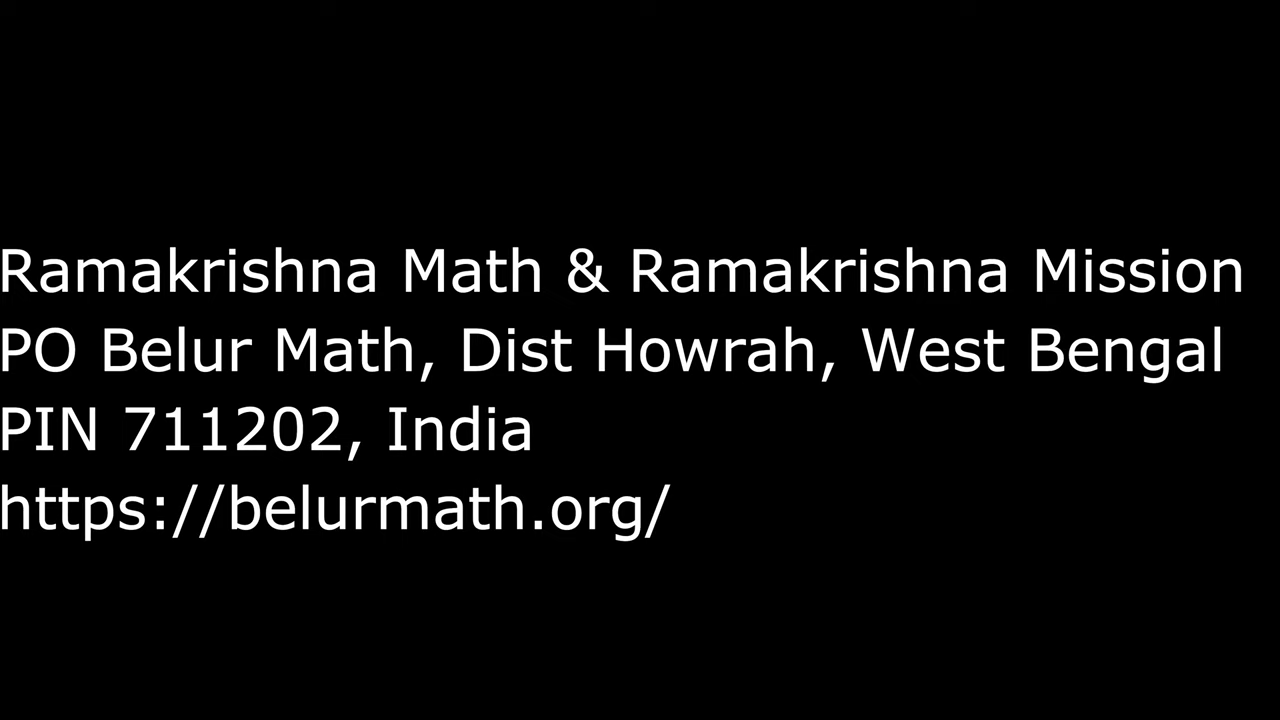 Ramakrishna Math & Ramakrishna Mission
PO Belur Math, Dist Howrah, West Bengal
PIN 711202, India
https://belurmath.org/